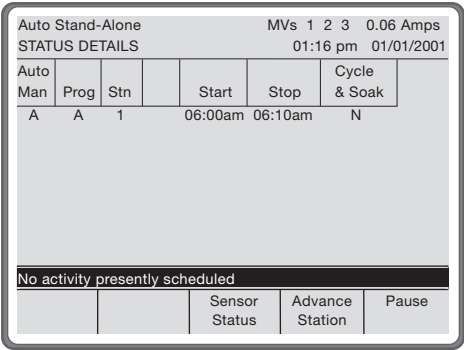 Auto Stand-Alone MVs 1 2 3 0.06 Amps
STATUS DETAILS 01:16 pm 01/01/2001
Auto Cycle
Man Prog Stn Start Stop & Soak
A A 1 06:00am 06:10am N
No activity presently scheduled
Sensor Advance Pause
Status Station